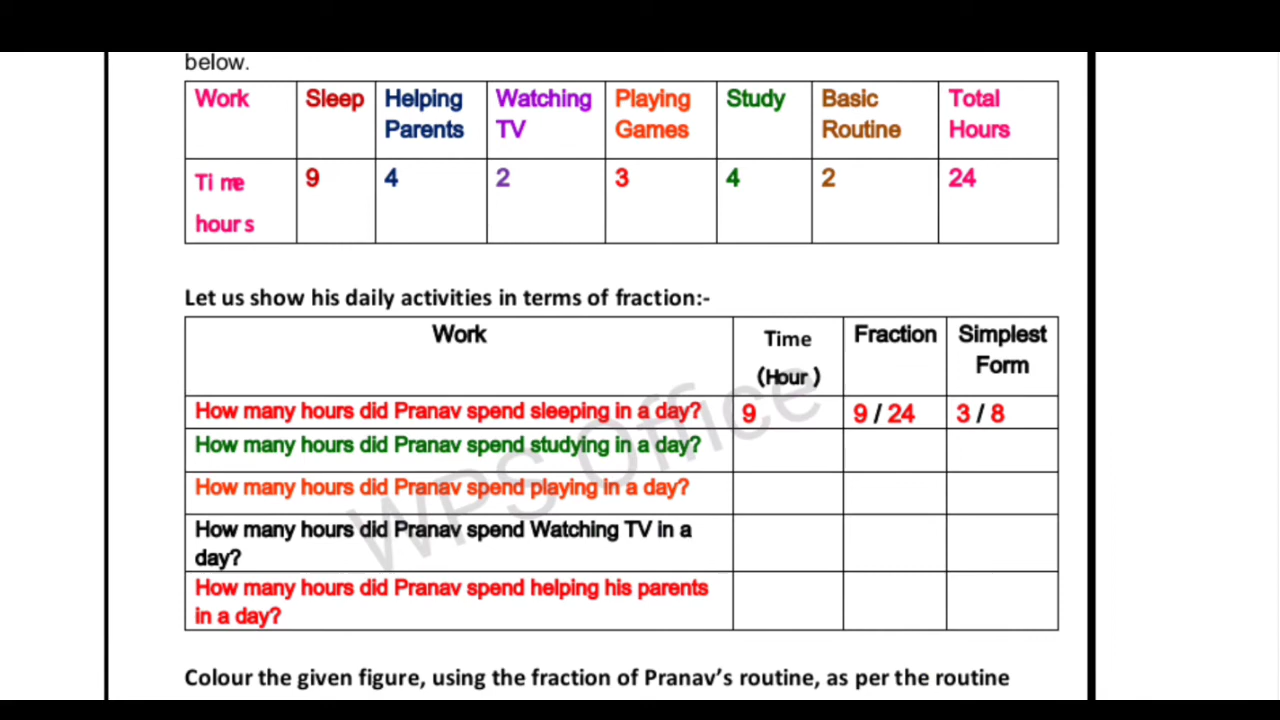 below.
Work Sleep Helping Parents Watching TV Playing Games Study Basic Routine Total Hours
Time hours 9 4 2 3 4 2 24
Let us show his daily activities in terms of fraction:-
Work Time (Hour) Fraction Simplest Form
How many hours did Pranav spend sleeping in a day? 9 9 / 24 3 / 8
How many hours did Pranav spend studying in a day?
How many hours did Pranav spend playing in a day?
How many hours did Pranav spend Watching TV in a
day?
How many hours did Pranav spend helping his parents
in a day?
WPS Office
Colour the given figure, using the fraction of Pranav's routine, as per the routine